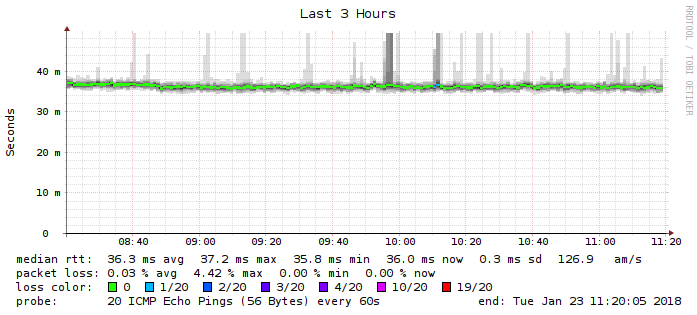 Last 3 Hours
RRDTOOL / TOBI OETIKER
Seconds
40 m
30 m
20 m
10 m
0
08:40 09:00 09:20 09:40 10:00 10:20 10:40 11:00 11:20
median rtt: 36.3 ms avg 37.2 ms max 35.8 ms min 36.0 ms now 0.3 ms sd 126.9 am/s
packet loss: 0.03 % avg 4.42 % max 0.00 % min 0.00 % now
loss color: 0 1/20 2/20 3/20 4/20 10/20 19/20
probe: 20 ICMP Echo Pings (56 Bytes) every 60s end: Tue Jan 23 11:20:05 2018